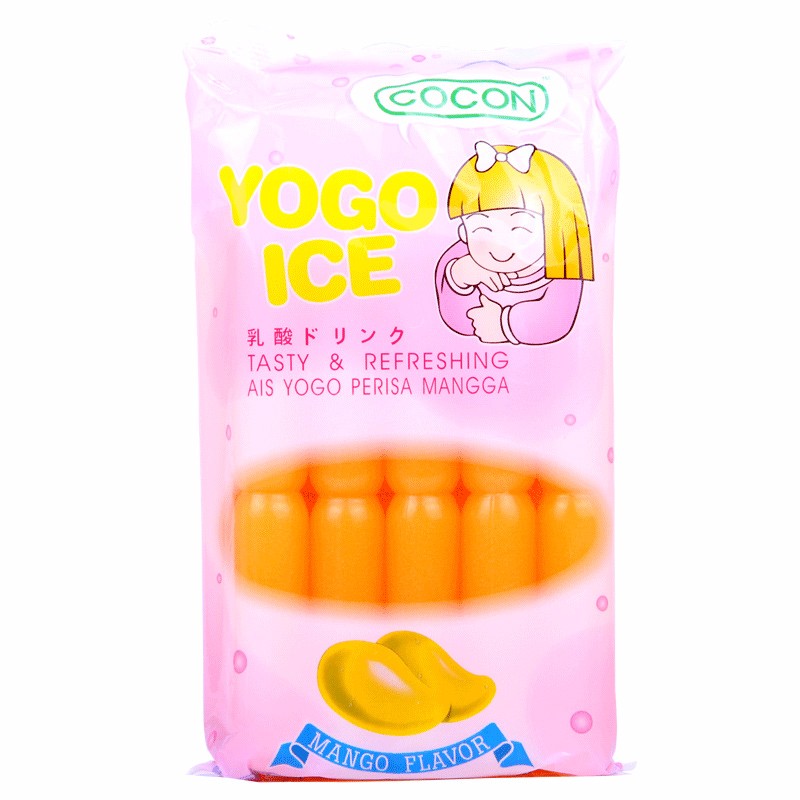 COCON
YOGO
ICE
乳酸ドリンク
TASTY & REFRESHING
AIS YOGO PERISA MANGGA
MANGO FLAVOR